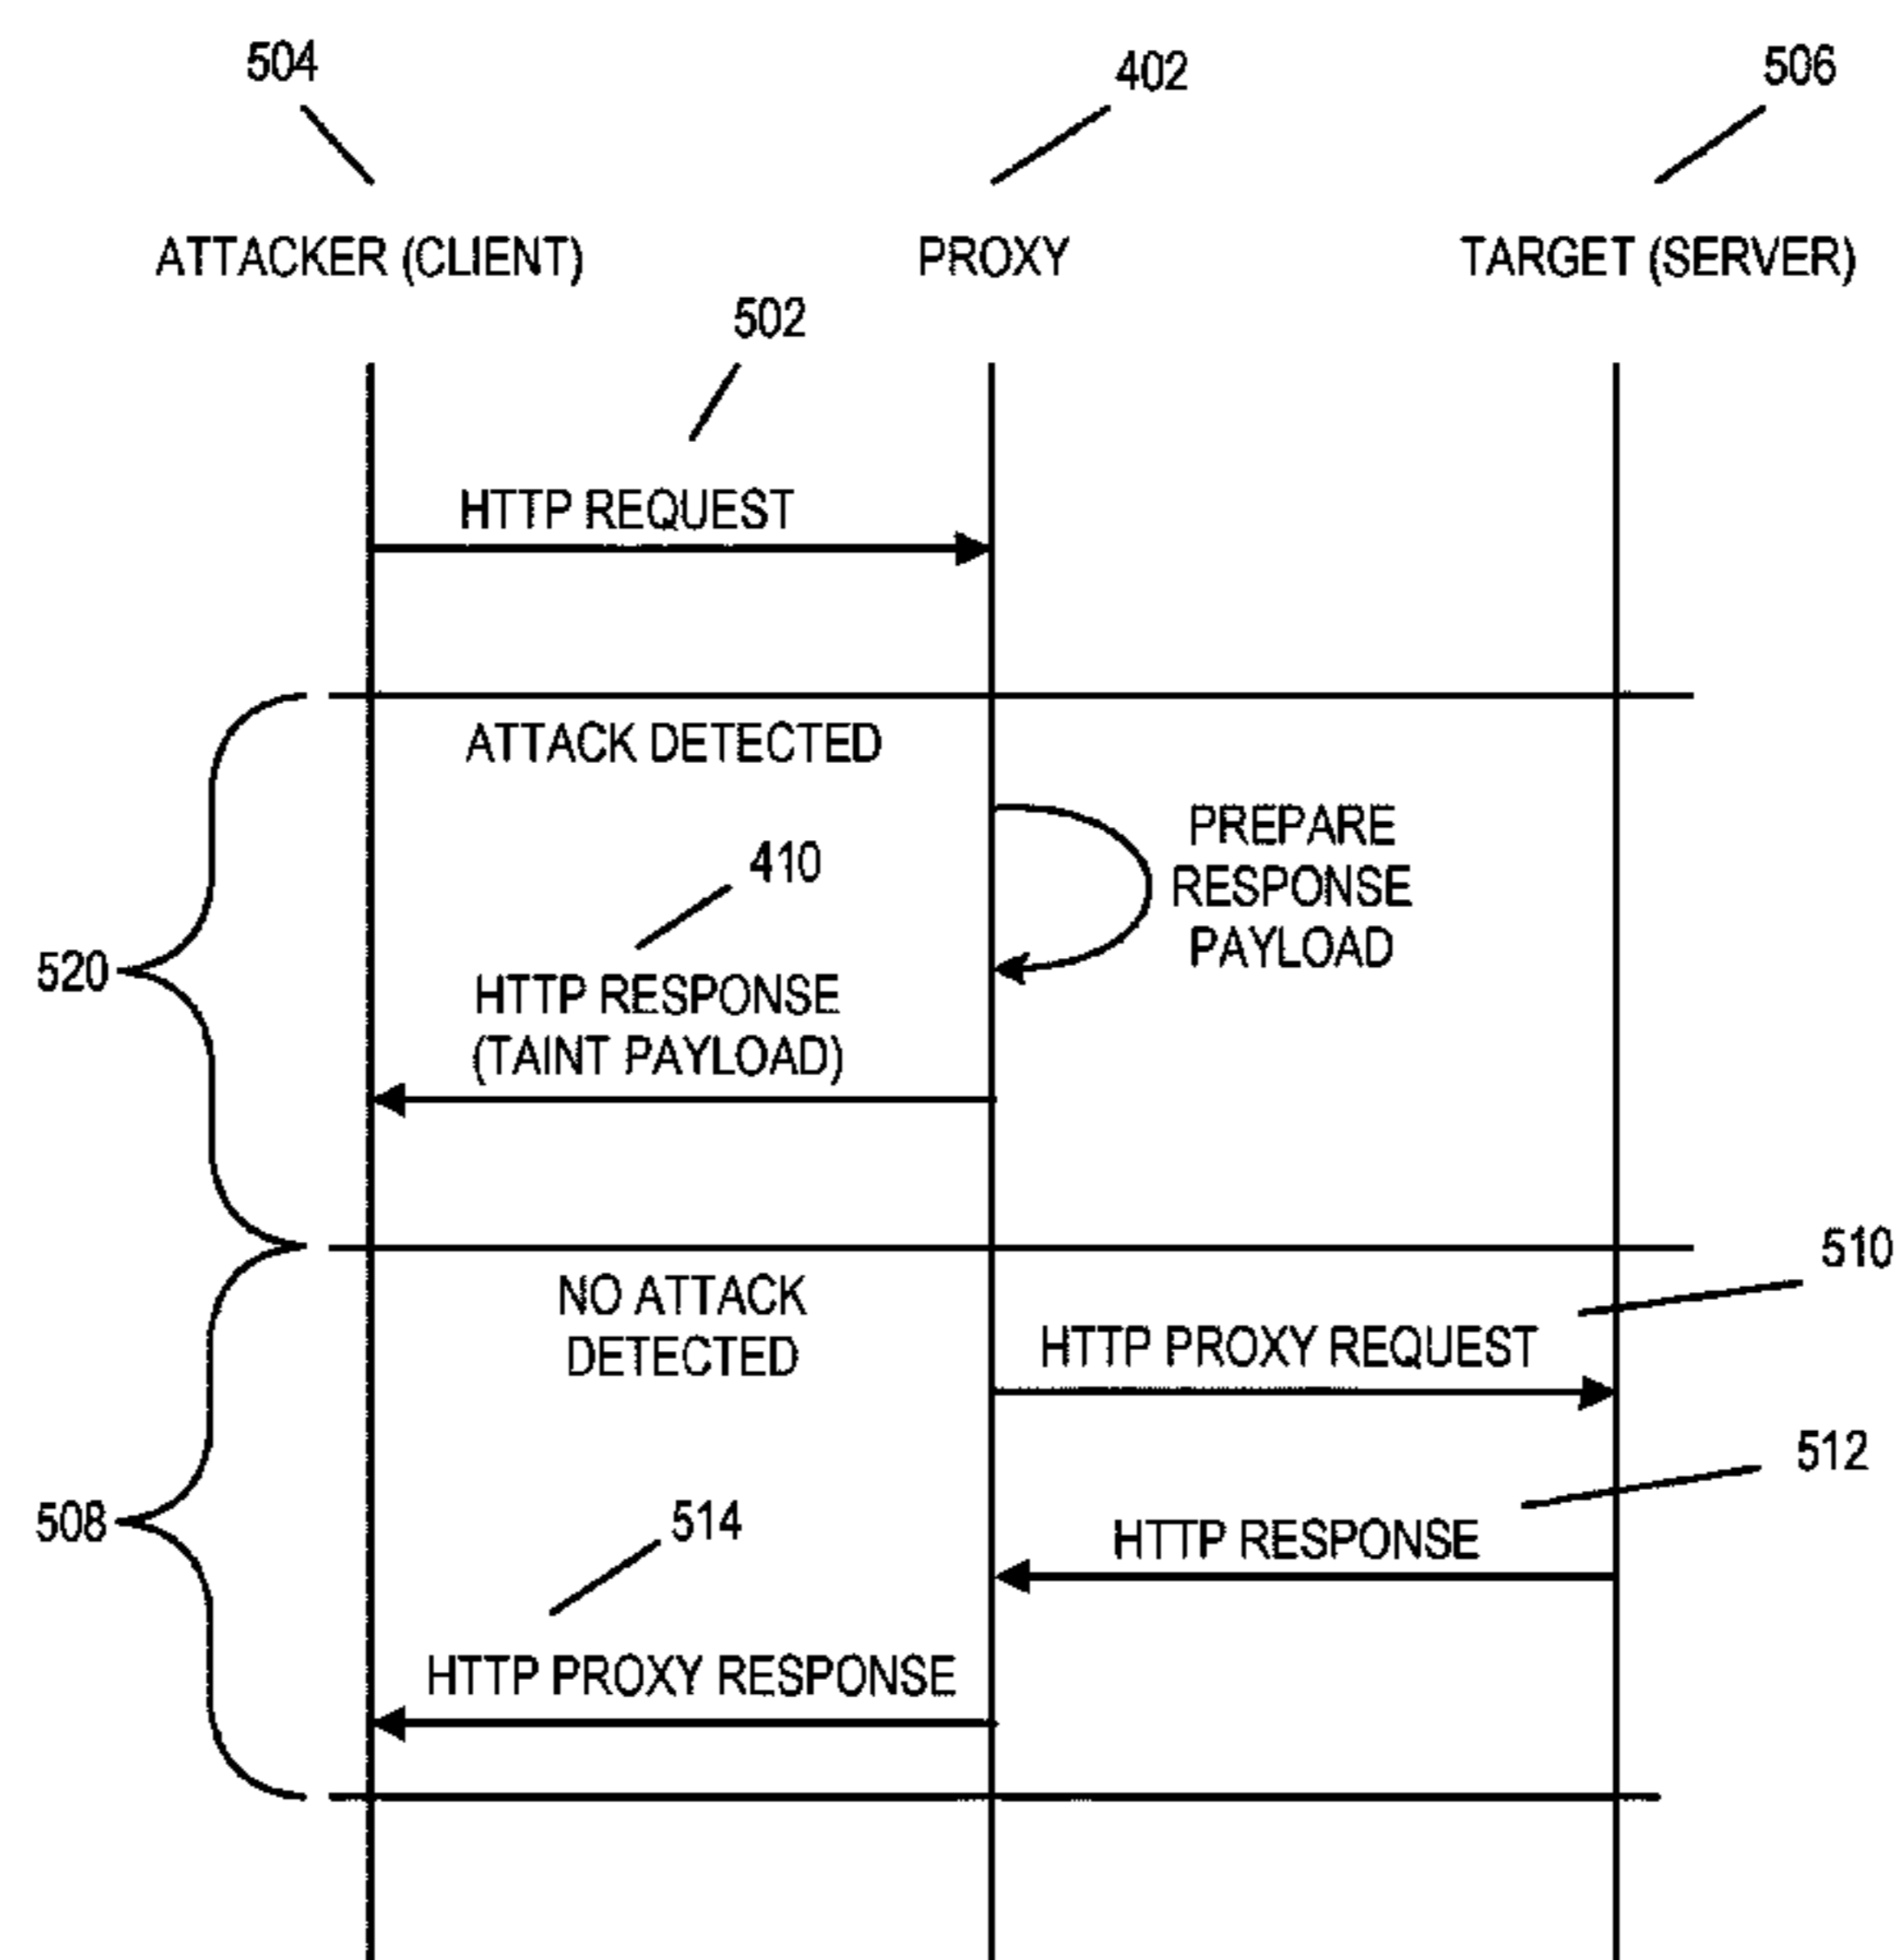 504
402
506
ATTACKER (CLIENT)
PROXY
TARGET (SERVER)
502
HTTP REQUEST
ATTACK DETECTED
PREPARE
RESPONSE
PAYLOAD
410
520
HTTP RESPONSE
(TAINT PAYLOAD)
510
NO ATTACK
DETECTED
HTTP PROXY REQUEST
512
508
514
HTTP RESPONSE
HTTP PROXY RESPONSE